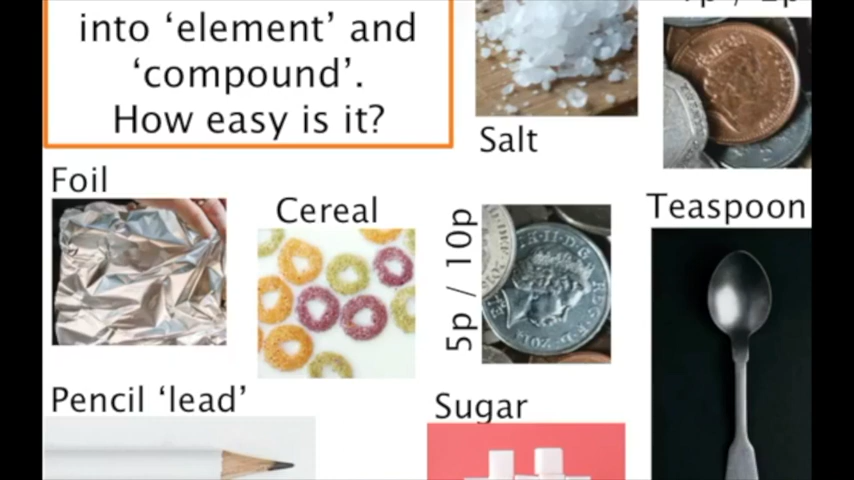 into ‘element’ and
‘compound’.
How easy is it?
Salt
Foil
Cereal
5p / 10p
Teaspoon
Pencil ‘lead’
Sugar